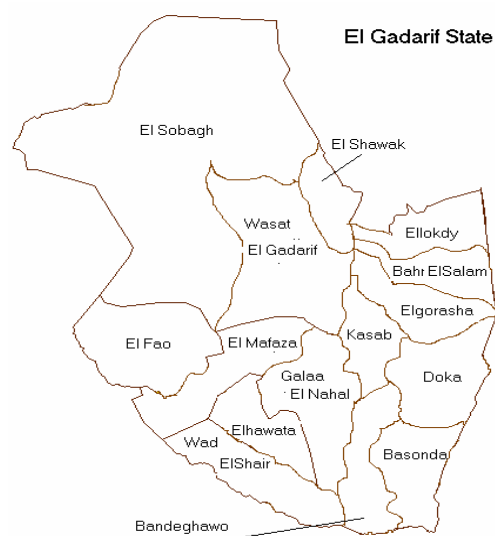 El Gadarif State
El Sobagh
El Shawak
Wasat
El Gadarif
Ellokdy
Bahr ElSalam
Elgorasha
El Fao
El Mafaza
Kasab
Galaa
El Nahal
Doka
Elhawata
Wad
ElShair
Basonda
Bandeghawo